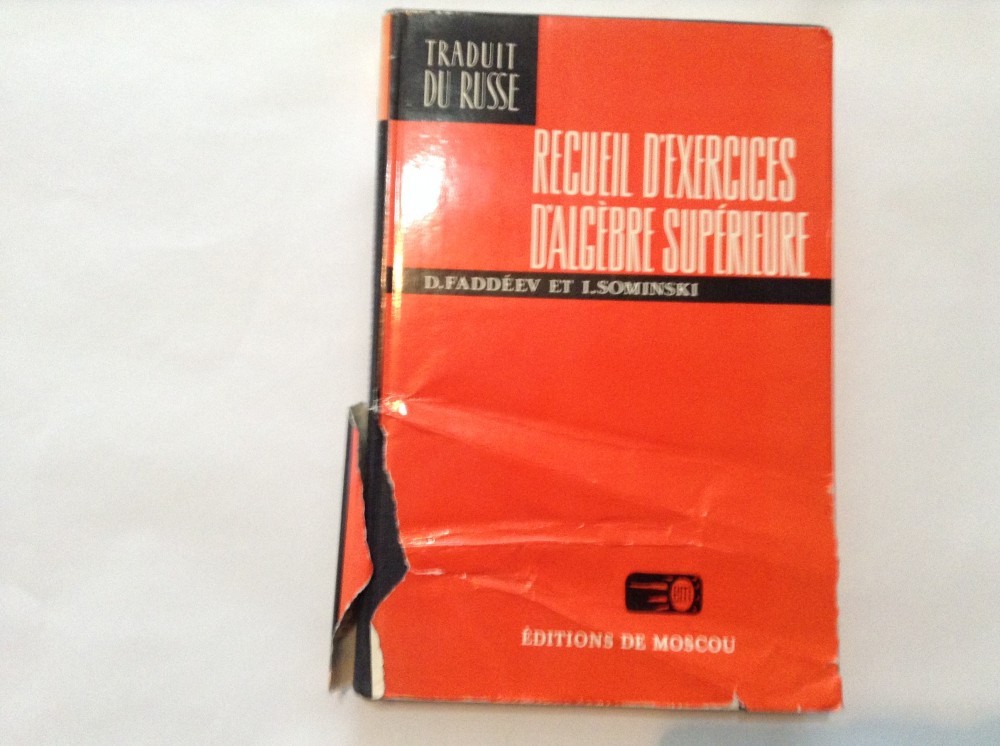 TRADUIT
DU RUSSE
RECUEIL D'EXERCICES
D'ALGÈBRE SUPÉRIEURE
D.FADDÉEV ET I.SOMINSKI
ÉDITIONS DE MOSCOU